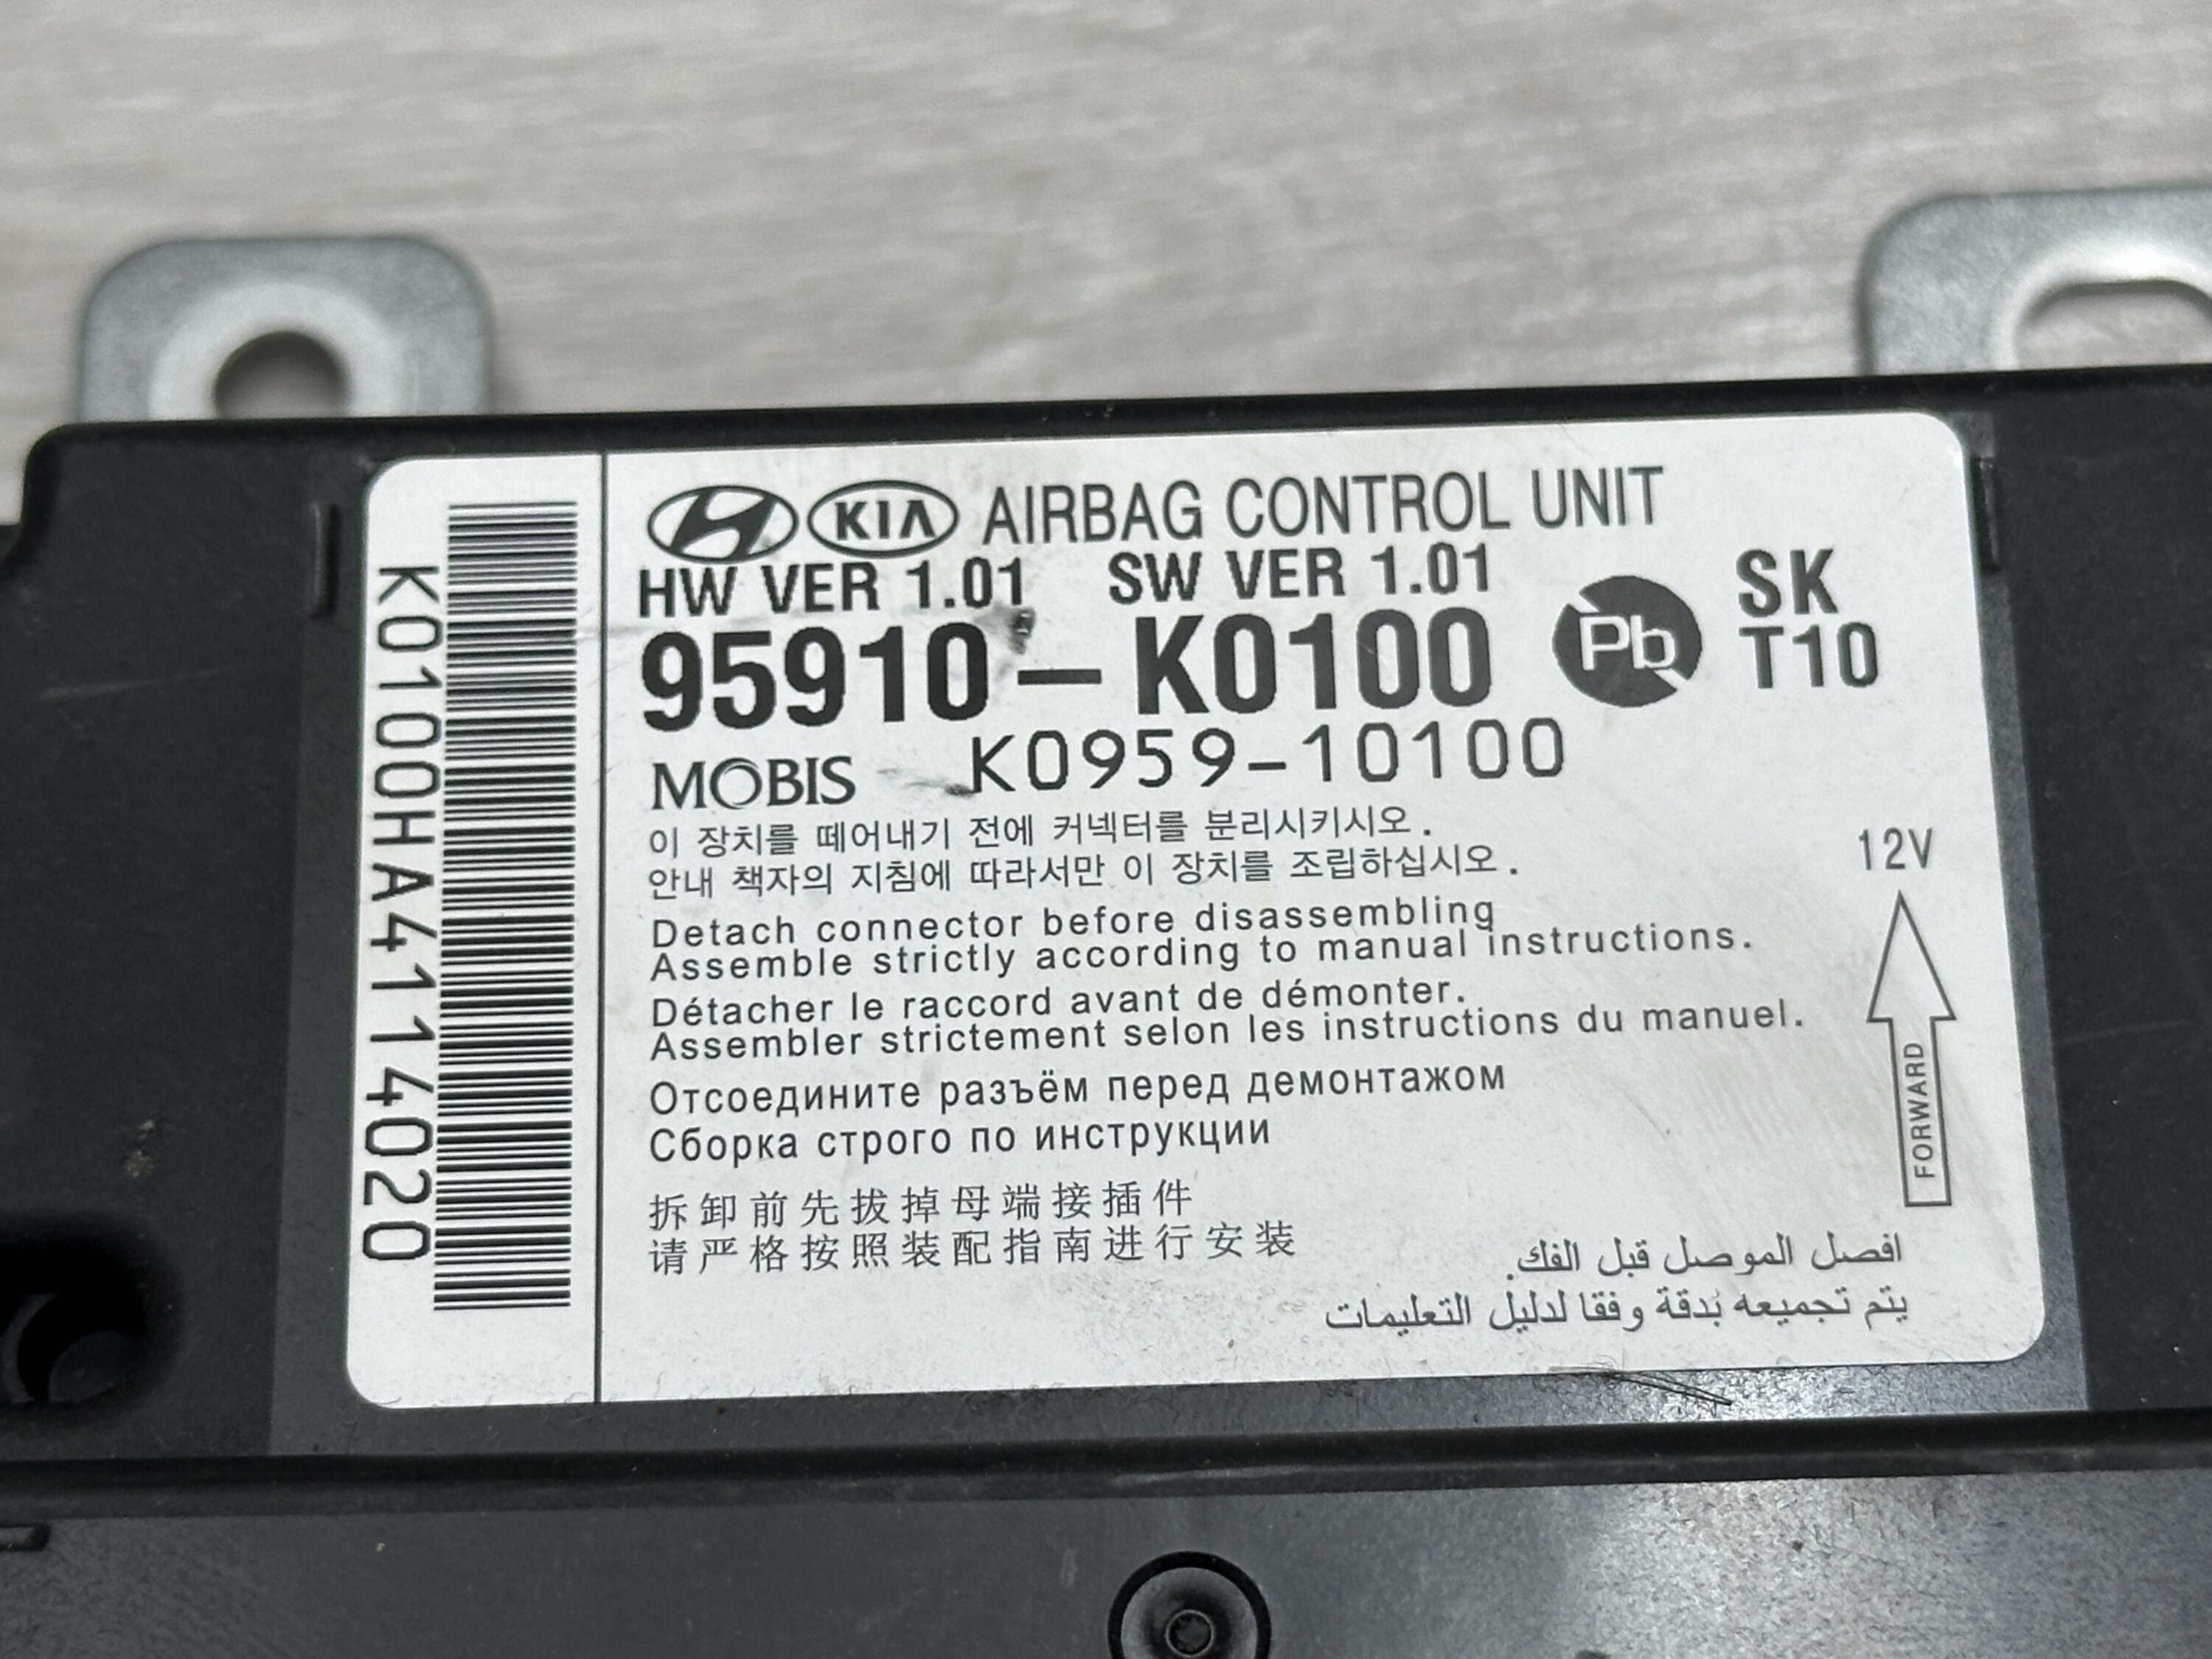 K0100HA41114020
KIA AIRBAG CONTROL UNIT
HW VER 1.01 SW VER 1.01
95910-K0100
Pb
SK
T10
MOBIS K0959-10100
이 장치를 떼어내기 전에 커넥터를 분리시키시오.
안내 책자의 지침에 따라서만 이 장치를 조립하십시오.
12V
Detach connector before disassembling
Assemble strictly according to manual instructions.
Détacher le raccord avant de démonter.
Assembler strictement selon les instructions du manuel.
FORWARD
Отсоедините разъём перед демонтажом
Сборка строго по инструкции
拆卸前先拔掉母端接插件
请严格按照装配指南进行安装
افصل الموصل قبل الفك.
يتم تجميعه بدقة وفقا لدليل التعليمات